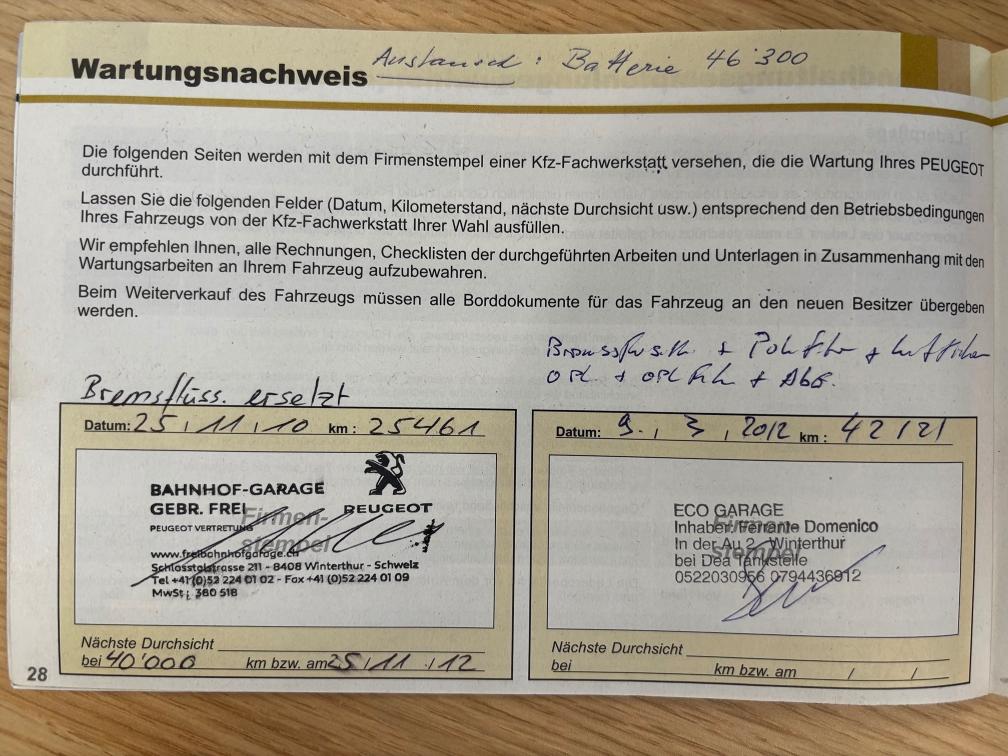 Wartungsnachweis Austausch : Batterie 46'300
Die folgenden Seiten werden mit dem Firmenstempel einer Kfz-Fachwerkstatt versehen, die die Wartung Ihres PEUGEOT
durchführt.
Lassen Sie die folgenden Felder (Datum, Kilometerstand, nächste Durchsicht usw.) entsprechend den Betriebsbedingungen
Ihres Fahrzeugs von der Kfz-Fachwerkstatt Ihrer Wahl ausfüllen.
Wir empfehlen Ihnen, alle Rechnungen, Checklisten der durchgeführten Arbeiten und Unterlagen in Zusammenhang mit den
Wartungsarbeiten an Ihrem Fahrzeug aufzubewahren.
Beim Weiterverkauf des Fahrzeugs müssen alle Borddokumente für das Fahrzeug an den neuen Besitzer übergeben
werden.
Bremsflüss. ersetzt
Datum: 25 / 11 / 10 km : 25461
BAHNHOF-GARAGE
GEBR. FREI PEUGEOT
PEUGEOT VERTRETUNG
Firmen-
stempel
www.freibahnhofgarage.ch
Schlosstalstrasse 211 - 8408 Winterthur - Schweiz
Tel +41 (0)52 224 01 02 - Fax +41 (0)52 224 01 09
MwSt : 380 518
Nächste Durchsicht
bei 40'000 km bzw. am 25 / 11 / 12
+ + 
+ + Abg.
Datum: 9. / 3 / 2012 km : 42121
ECO GARAGE
Inhaber: Ferrante Domenico
In der Au 2, Winterthur
Firmen-
stempel
bei Dea Tankstelle
0522030966 0794436912
Nächste Durchsicht
bei km bzw. am / /
28